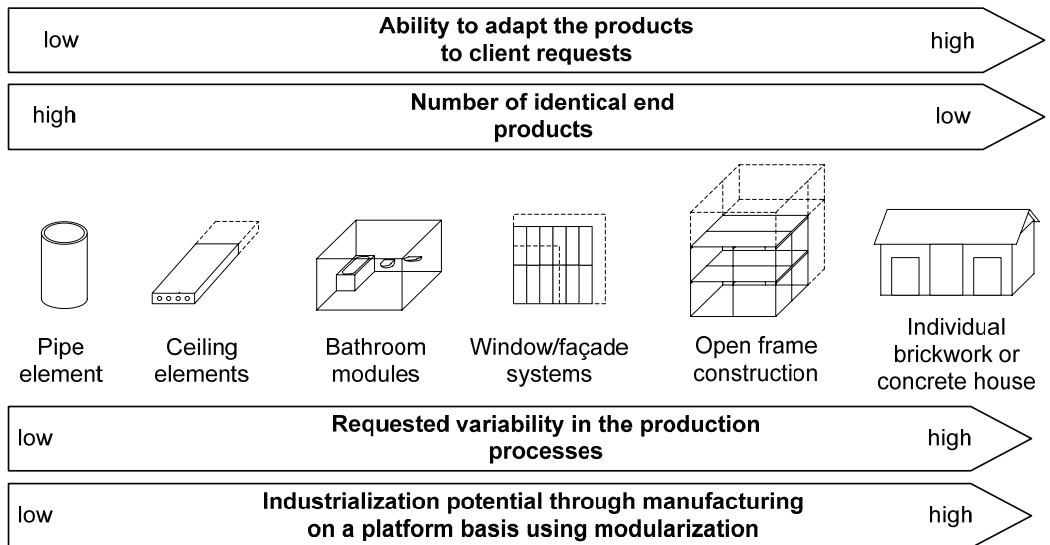 Ability to adapt the products
low
high
to client requests
Number of identical end
high
low
products
Pipe
element
Ceiling
elements
Bathroom
modules
Window/façade
systems
Open frame
construction
Individual
brickwork or
concrete house
Requested variability in the production
low
high
processes
Industrialization potential through manufacturing
low
high
on a platform basis using modularization